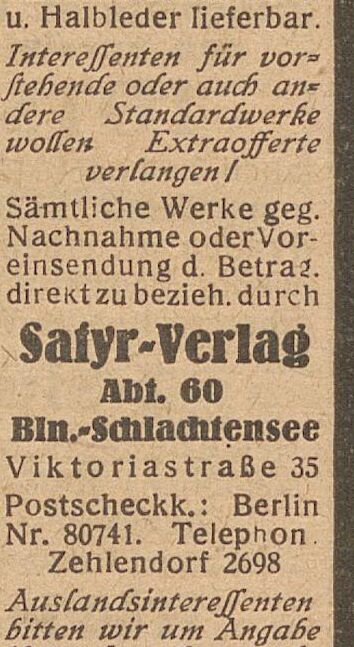 u. Halbleder lieferbar.
Intereſſenten für vor=
ſtehende oder auch an=
dere Standardwerke
wollen Extraofferte
verlangen!
Sämtliche Werke geg.
Nachnahme oder Vor-
einsendung d. Betrag.
direkt zu bezieh. durch
Satyr-Verlag
Abt. 60
Bln.-Schlachtensee
Viktoriastraße 35
Postscheckk.: Berlin
Nr. 80741. Telephon.
Zehlendorf 2698
Auslandsintereſſenten
bitten wir um Angabe